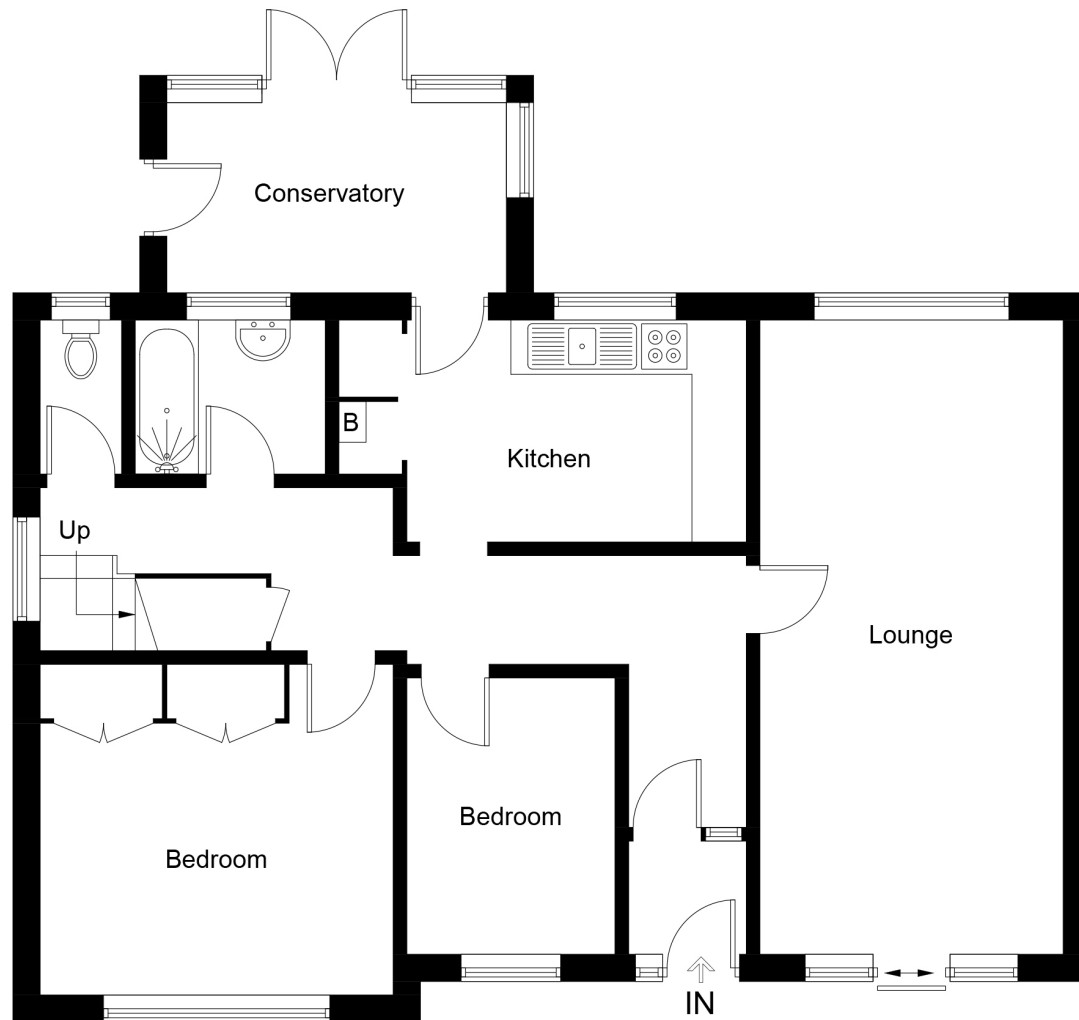 Conservatory
B
Kitchen
Up
Lounge
Bedroom
Bedroom
IN